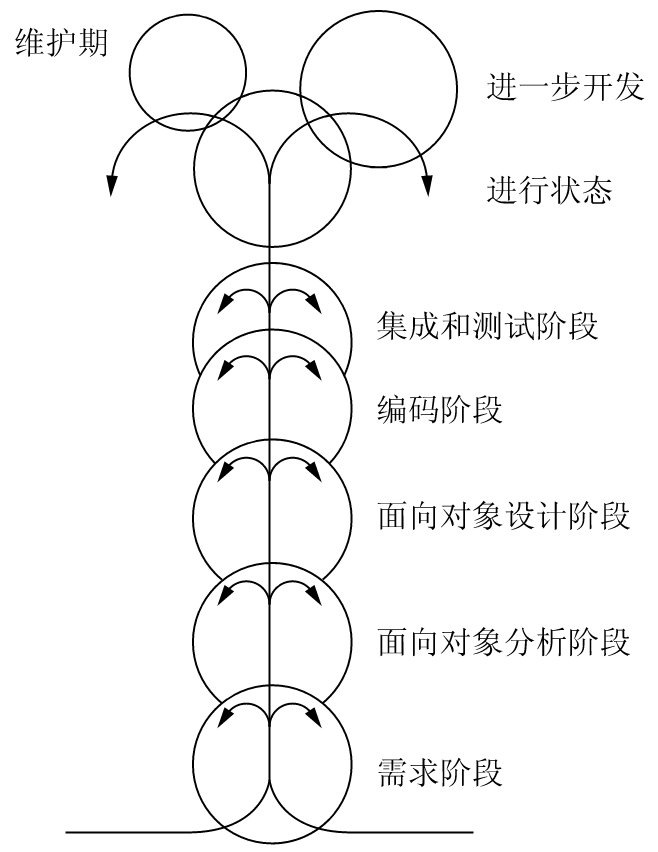 维护期
进一步开发
进行状态
集成和测试阶段
编码阶段
面向对象设计阶段
面向对象分析阶段
需求阶段